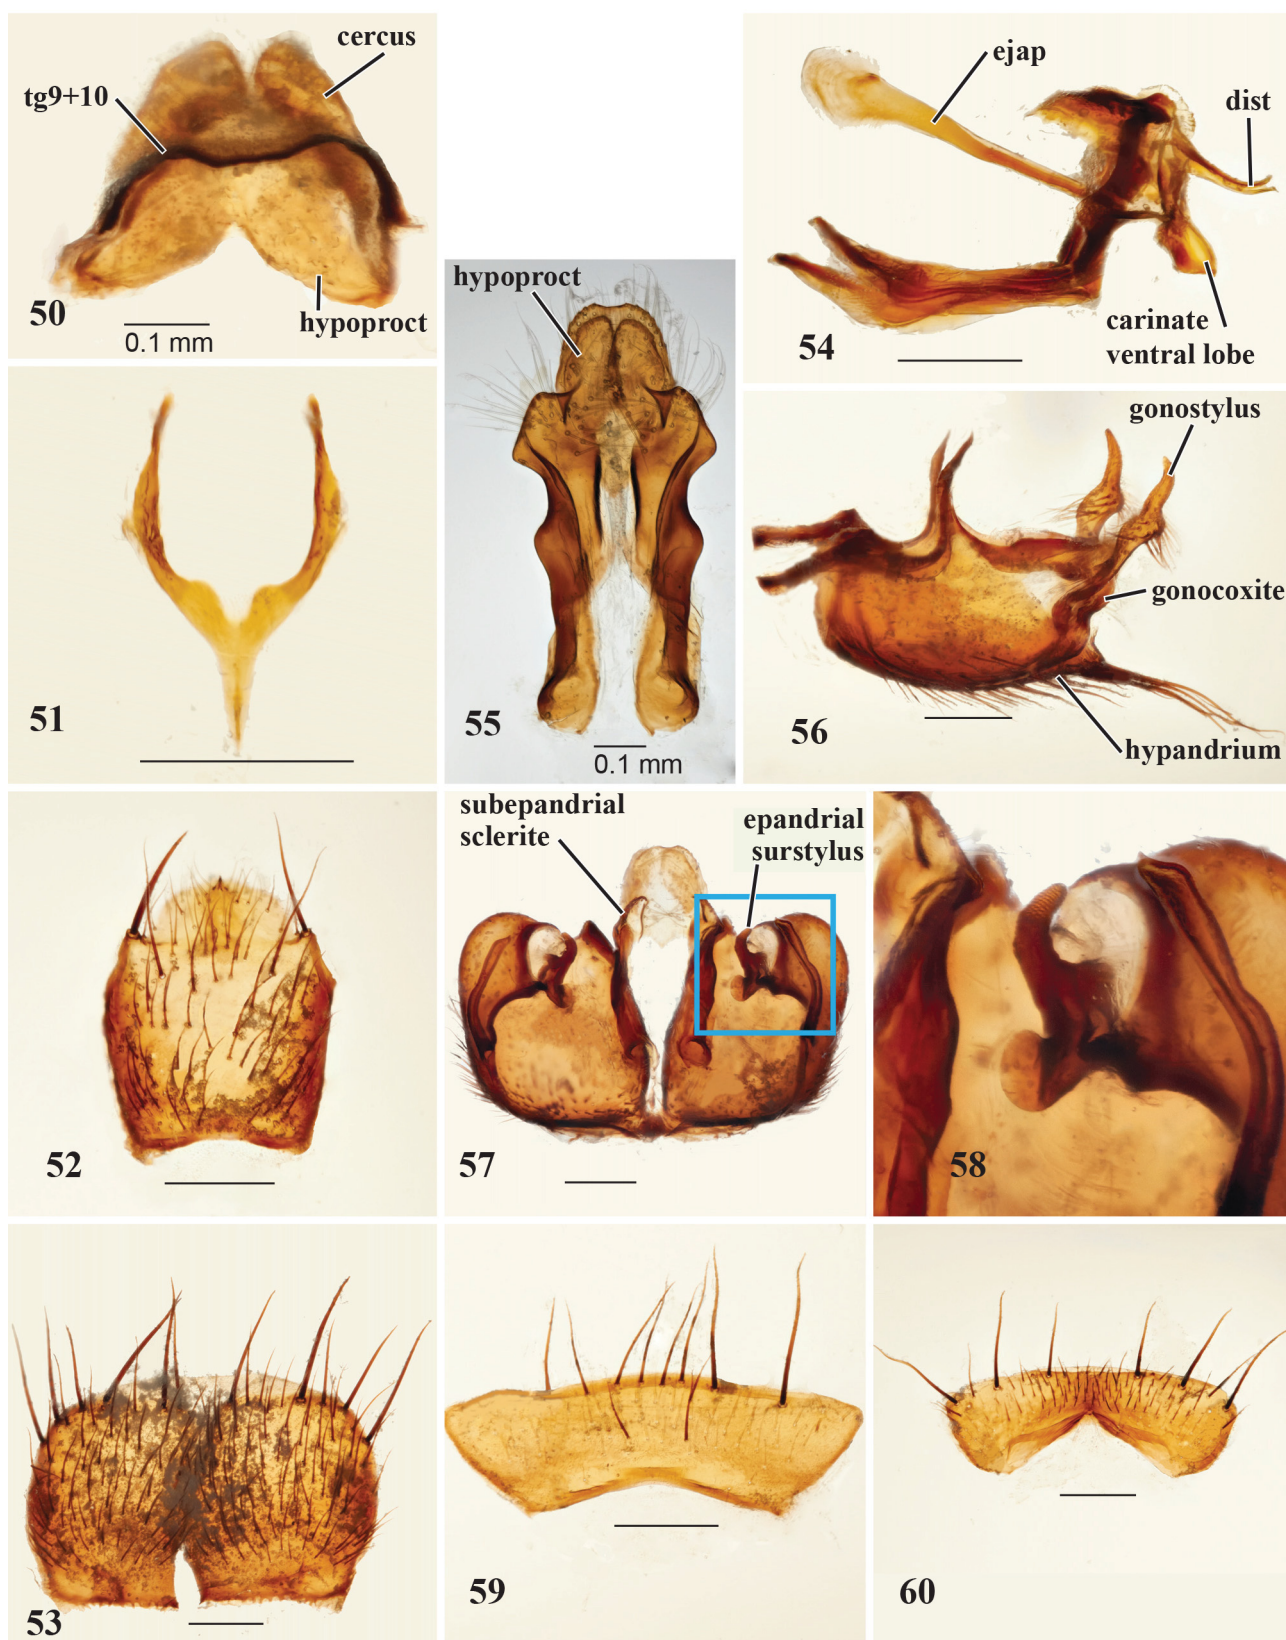 cercus
tg9+10
50
0.1 mm
hypoproct
51
52
53
hypoproct
55
0.1 mm
ejap
dist
54
carinate
ventral lobe
gonostylus
gonocoxite
56
hypandrium
subepandrial
sclerite
epandrial
surstylus
57
58
59
60